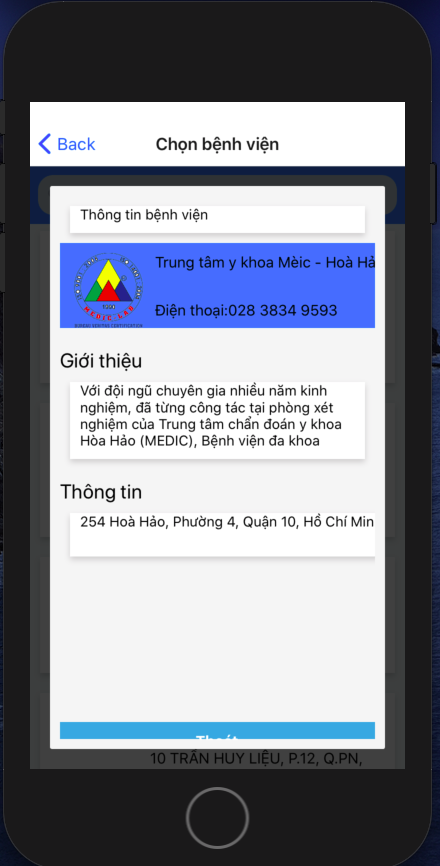 Back
Chọn bệnh viện
Thông tin bệnh viện
Trung tâm y khoa Mèic - Hoà Hả
Điện thoại:028 3834 9593
Giới thiệu
Với đội ngũ chuyên gia nhiều năm kinh
nghiệm, đã từng công tác tại phòng xét
nghiệm của Trung tâm chẩn đoán y khoa
Hòa Hảo (MEDIC), Bệnh viện đa khoa
Thông tin
254 Hoà Hảo, Phường 4, Quận 10, Hồ Chí Min
10 TRẦN HUY LIỆU, P.12, Q.PN,